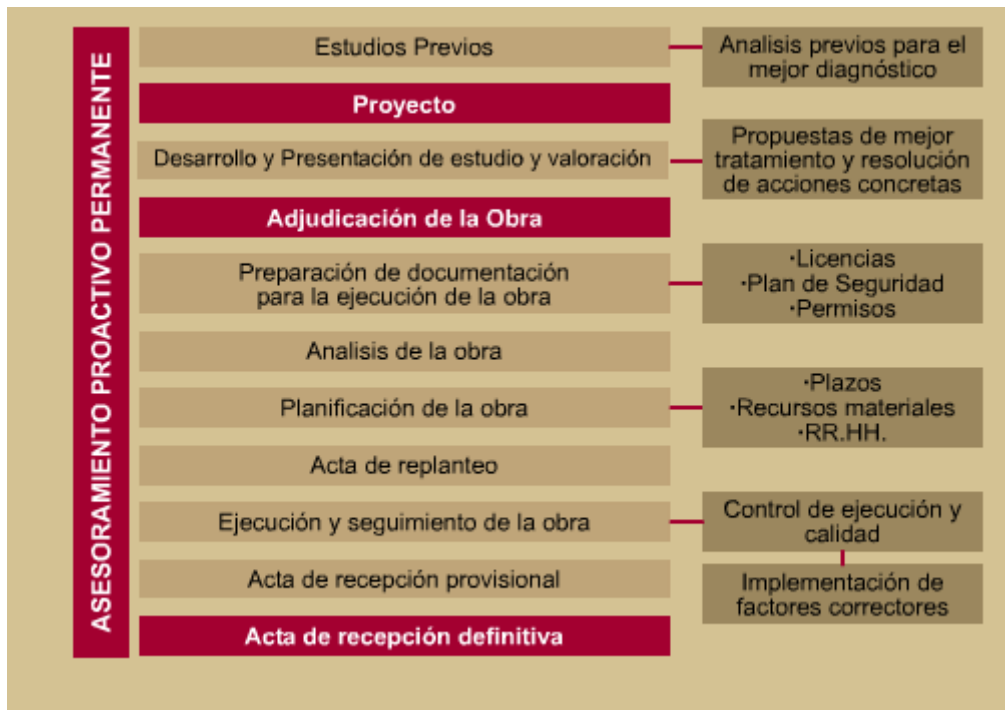 ASESORAMIENTO PROACTIVO PERMANENTE
Estudios Previos
Analisis previos para el
mejor diagnóstico
Proyecto
Desarrollo y Presentación de estudio y valoración
Propuestas de mejor
tratamiento y resolución
de acciones concretas
Adjudicación de la Obra
Preparación de documentación
para la ejecución de la obra
·Licencias
·Plan de Seguridad
·Permisos
Analisis de la obra
Planificación de la obra
·Plazos
·Recursos materiales
·RR.HH.
Acta de replanteo
Ejecución y seguimiento de la obra
Control de ejecución y
calidad
Acta de recepción provisional
Implementación de
factores correctores
Acta de recepción definitiva